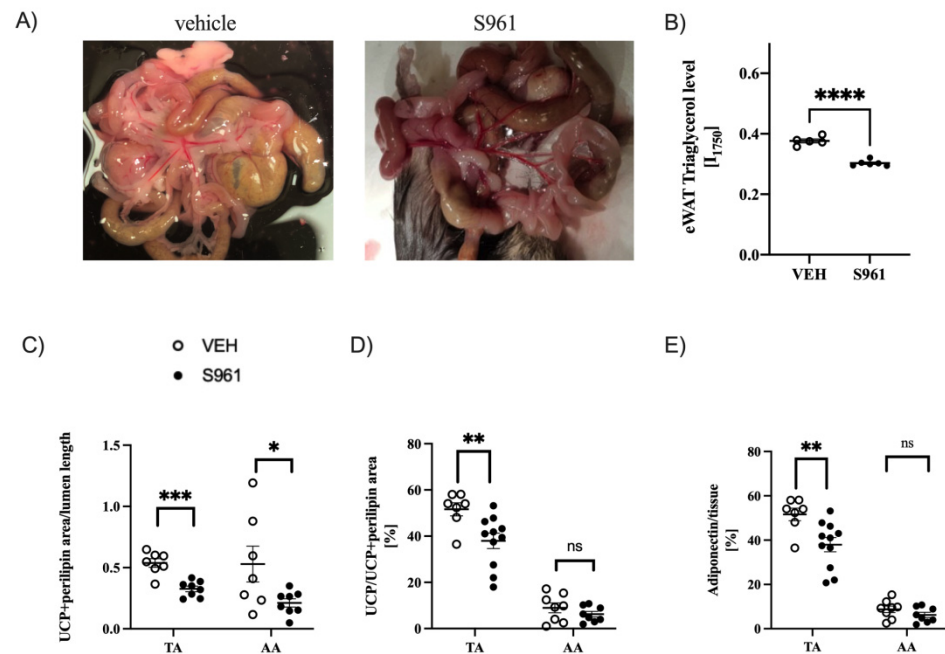 A)
vehicle
S961
B)
eWAT Triaglycerol level
[I1750]
0.6
0.4
0.2
0.0
****
VEH
S961
C)
VEH
S961
UCP+perilipin area/lumen length
1.5
1.0
0.5
0.0
***
*
TA
AA
D)
UCP/UCP+perilipin area
[%]
80
60
40
20
0
**
ns
TA
AA
E)
Adiponectin/tissue
[%]
80
60
40
20
0
**
ns
TA
AA